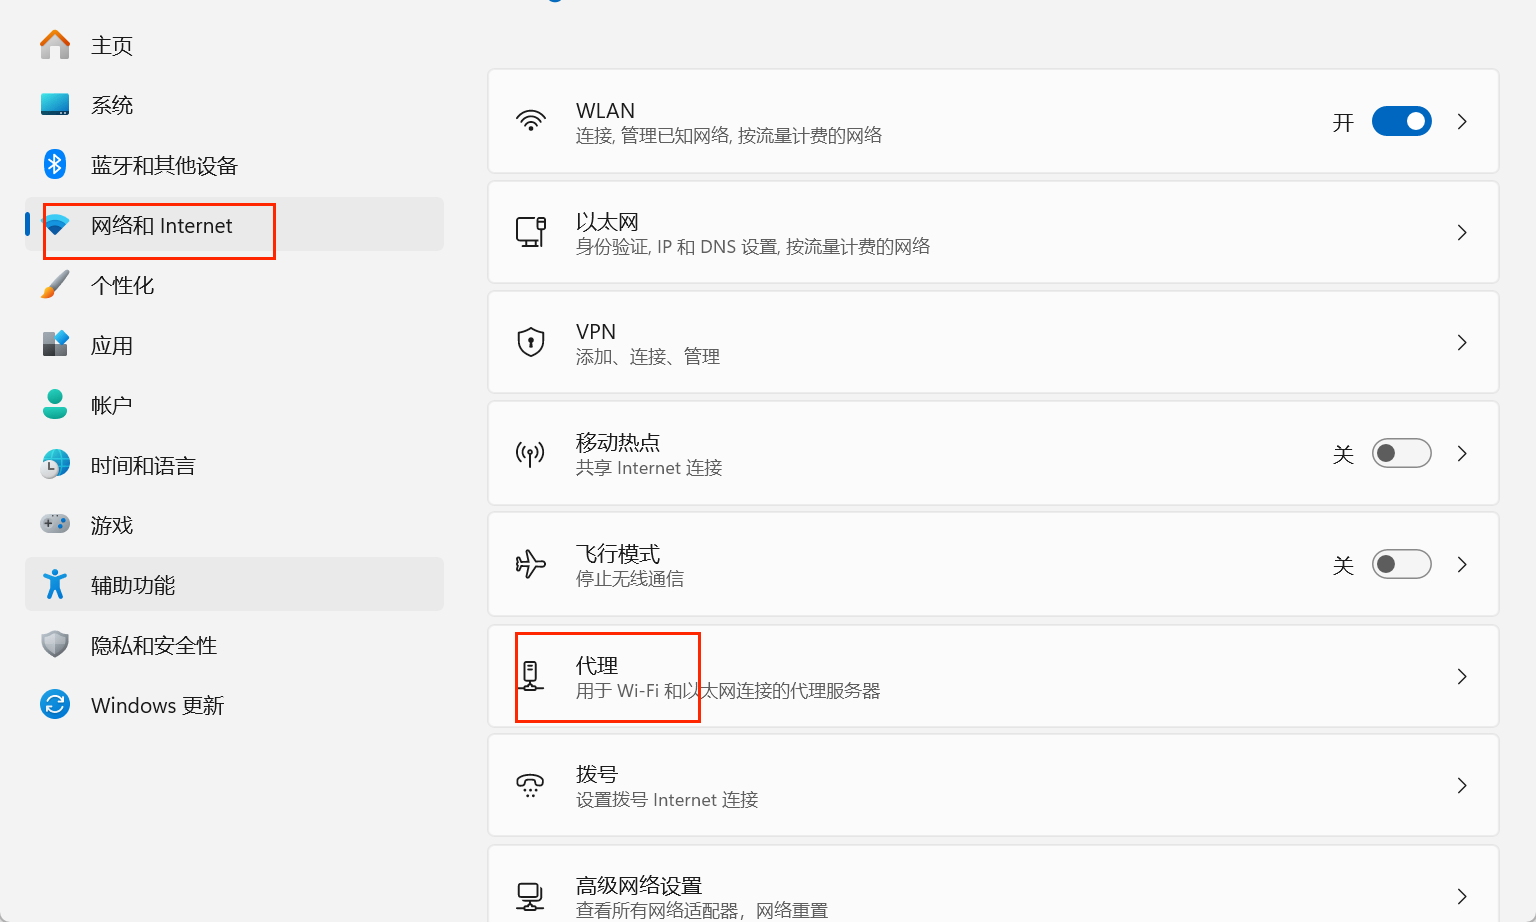 主页
系统
蓝牙和其他设备
网络和 Internet
个性化
应用
帐户
时间和语言
游戏
辅助功能
隐私和安全性
Windows 更新
WLAN
连接, 管理已知网络, 按流量计费的网络
开
以太网
身份验证, IP 和 DNS 设置, 按流量计费的网络
VPN
添加、连接、管理
移动热点
共享 Internet 连接
关
飞行模式
停止无线通信
关
代理
用于 Wi-Fi 和以太网连接的代理服务器
拨号
设置拨号 Internet 连接
高级网络设置
查看所有网络适配器，网络重置